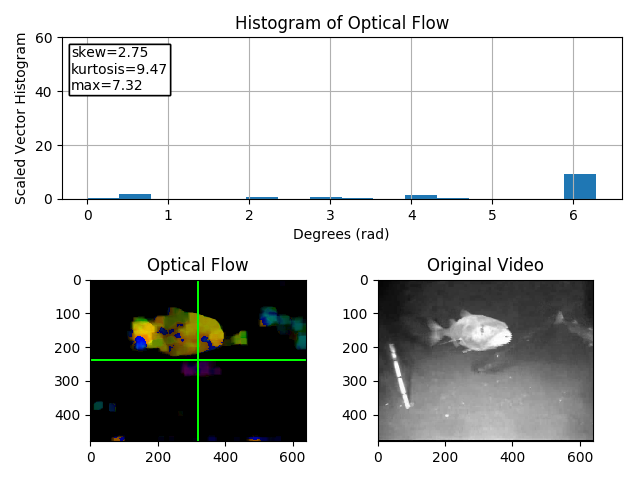 Histogram of Optical Flow
Scaled Vector Histogram
60
40
20
0
skew=2.75
kurtosis=9.47
max=7.32
0 1 2 3 4 5 6
Degrees (rad)
Optical Flow
0
100
200
300
400
0 200 400 600
Original Video
0
100
200
300
400
0 200 400 600